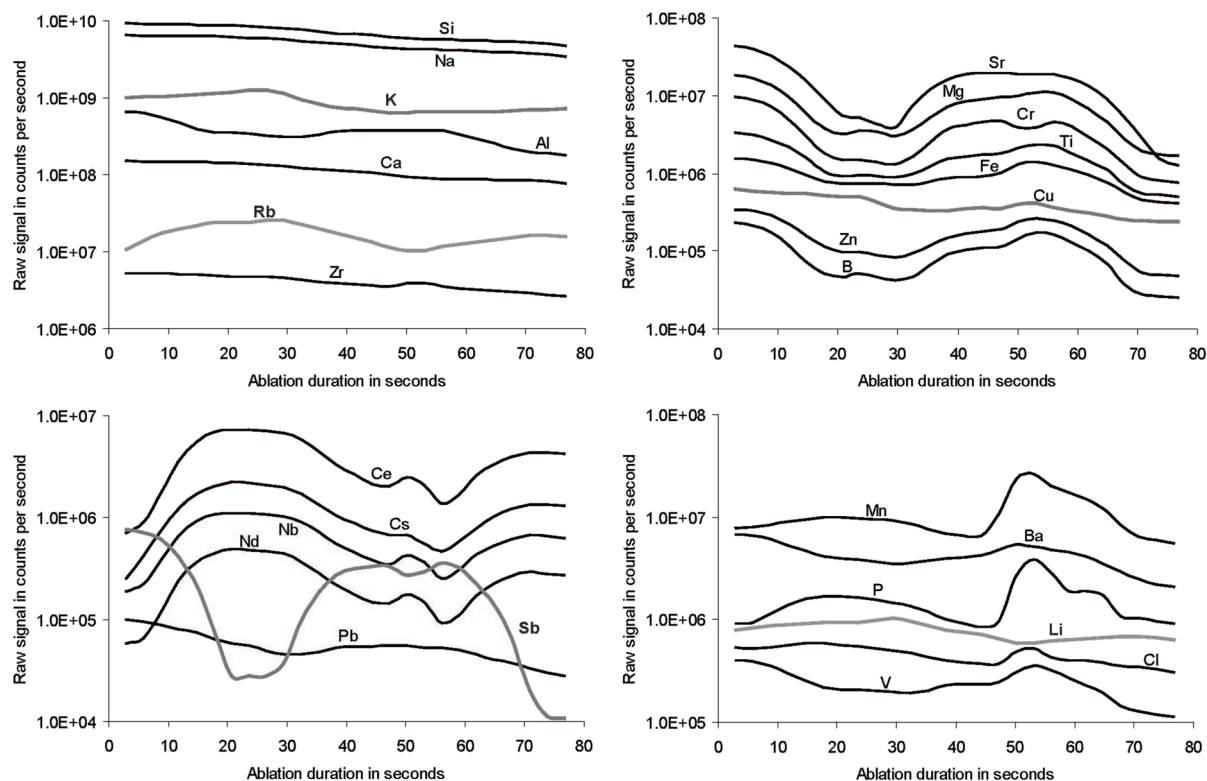 1.0E+10
1.0E+09
1.0E+08
1.0E+07
1.0E+06
Raw signal in counts per second
Si
Na
K
Al
Ca
Rb
Zr
0 10 20 30 40 50 60 70 80
Ablation duration in seconds
1.0E+08
1.0E+07
1.0E+06
1.0E+05
1.0E+04
Raw signal in counts per second
Sr
Mg
Cr
Ti
Fe
Cu
Zn
B
0 10 20 30 40 50 60 70 80
Ablation duration in seconds
1.0E+07
1.0E+06
1.0E+05
1.0E+04
Raw signal in counts per second
Ce
Cs
Nb
Nd
Sb
Pb
0 10 20 30 40 50 60 70 80
Ablation duration in seconds
1.0E+08
1.0E+07
1.0E+06
1.0E+05
Raw signal in counts per second
Mn
Ba
P
Li
Cl
V
0 10 20 30 40 50 60 70 80
Ablation duration in seconds